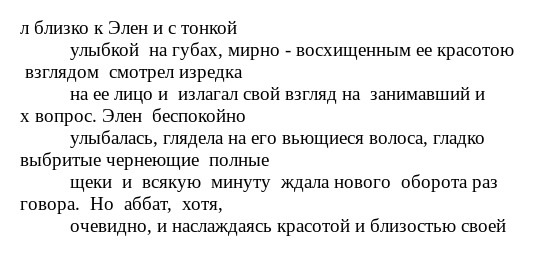 л близко к Элен и с тонкой
улыбкой на губах, мирно - восхищенным ее красотою
взглядом смотрел изредка
на ее лицо и излагал свой взгляд на занимавший и
х вопрос. Элен беспокойно
улыбалась, глядела на его вьющиеся волоса, гладко
выбритые чернеющие полные
щеки и всякую минуту ждала нового оборота раз
говора. Но аббат, хотя,
очевидно, и наслаждаясь красотой и близостью своей